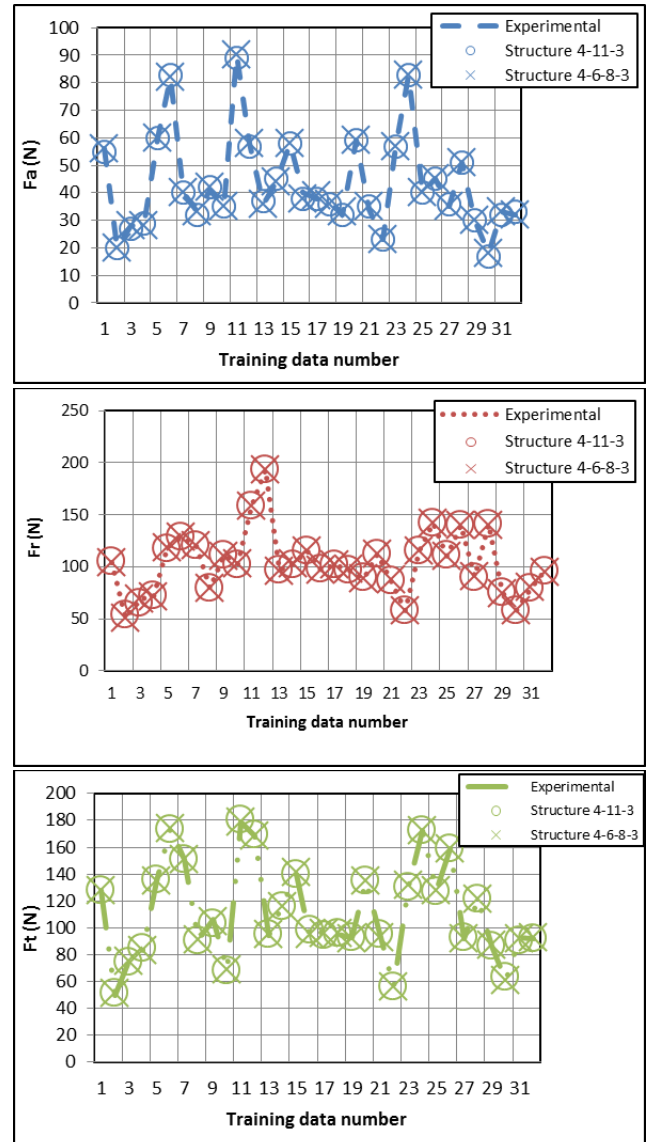 Experimental
Structure 4-11-3
Structure 4-6-8-3
Fa (N)
100
90
80
70
60
50
40
30
20
10
0
1 3 5 7 9 11 13 15 17 19 21 23 25 27 29 31
Training data number
Experimental
Structure 4-11-3
Structure 4-6-8-3
Fr (N)
250
200
150
100
50
0
1 3 5 7 9 11 13 15 17 19 21 23 25 27 29 31
Training data number
Experimental
Structure 4-11-3
Structure 4-6-8-3
Ft (N)
200
180
160
140
120
100
80
60
40
20
0
1 3 5 7 9 11 13 15 17 19 21 23 25 27 29 31
Training data number